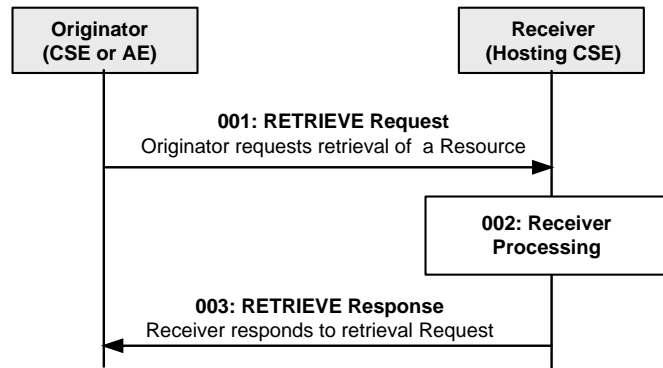 Originator
(CSE or AE)
Receiver
(Hosting CSE)
001: RETRIEVE Request
Originator requests retrieval of a Resource
002: Receiver
Processing
003: RETRIEVE Response
Receiver responds to retrieval Request